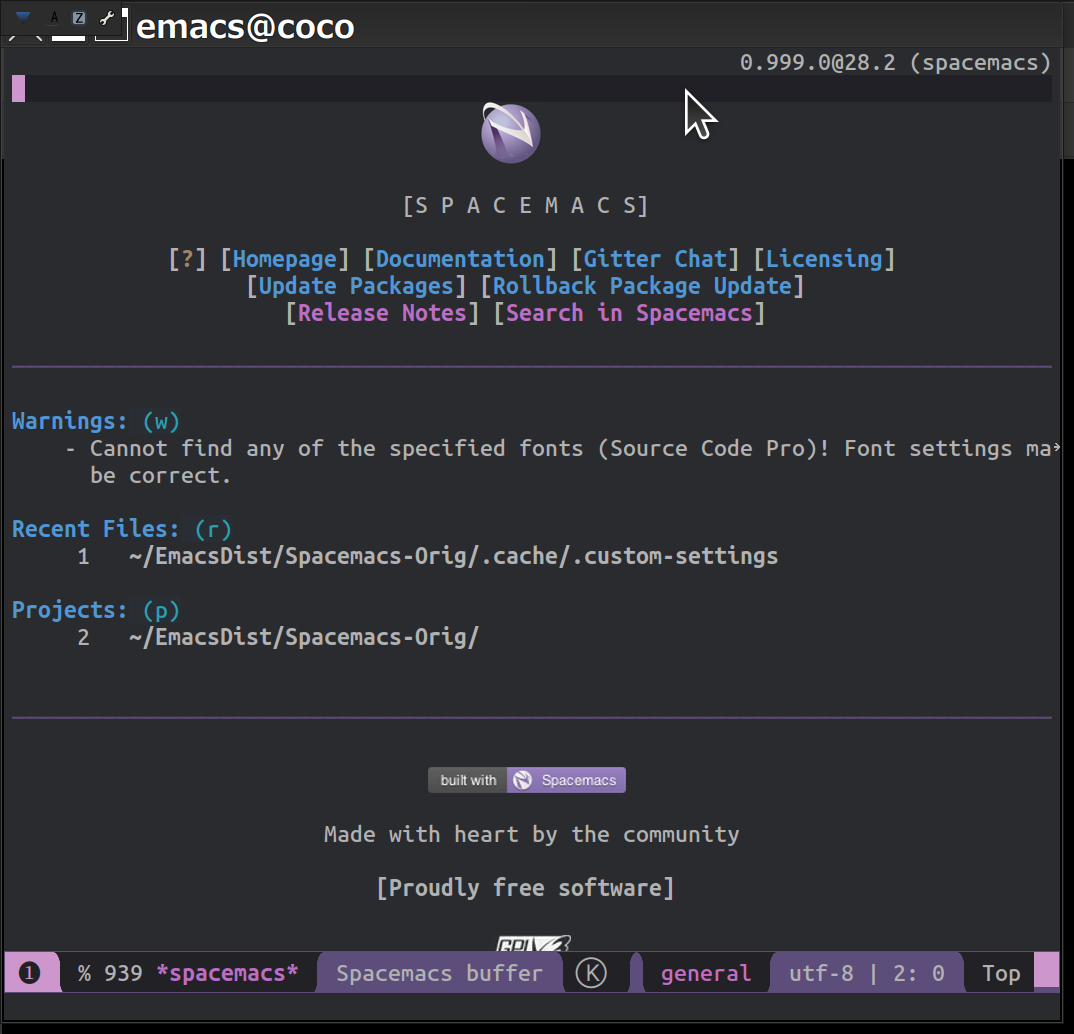 A Z emacs@coco
0.999.0@28.2 (spacemacs)
[S P A C E M A C S]
[?] [Homepage] [Documentation] [Gitter Chat] [Licensing]
[Update Packages] [Rollback Package Update]
[Release Notes] [Search in Spacemacs]
Warnings: (w)
- Cannot find any of the specified fonts (Source Code Pro)! Font settings ma
be correct.
Recent Files: (r)
1 ~/EmacsDist/Spacemacs-Orig/.cache/.custom-settings
Projects: (p)
2 ~/EmacsDist/Spacemacs-Orig/
built with Spacemacs
Made with heart by the community
[Proudly free software]
GPLv3
❶ % 939 *spacemacs* Spacemacs buffer Ⓚ general utf-8 | 2: 0 Top